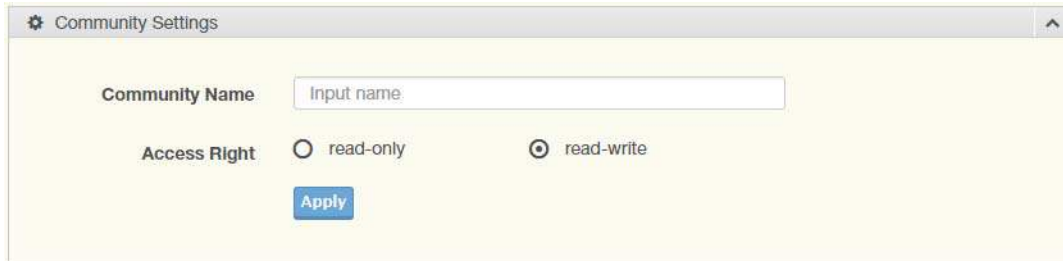 Community Settings
Community Name Input name
Access Right read-only read-write
Apply